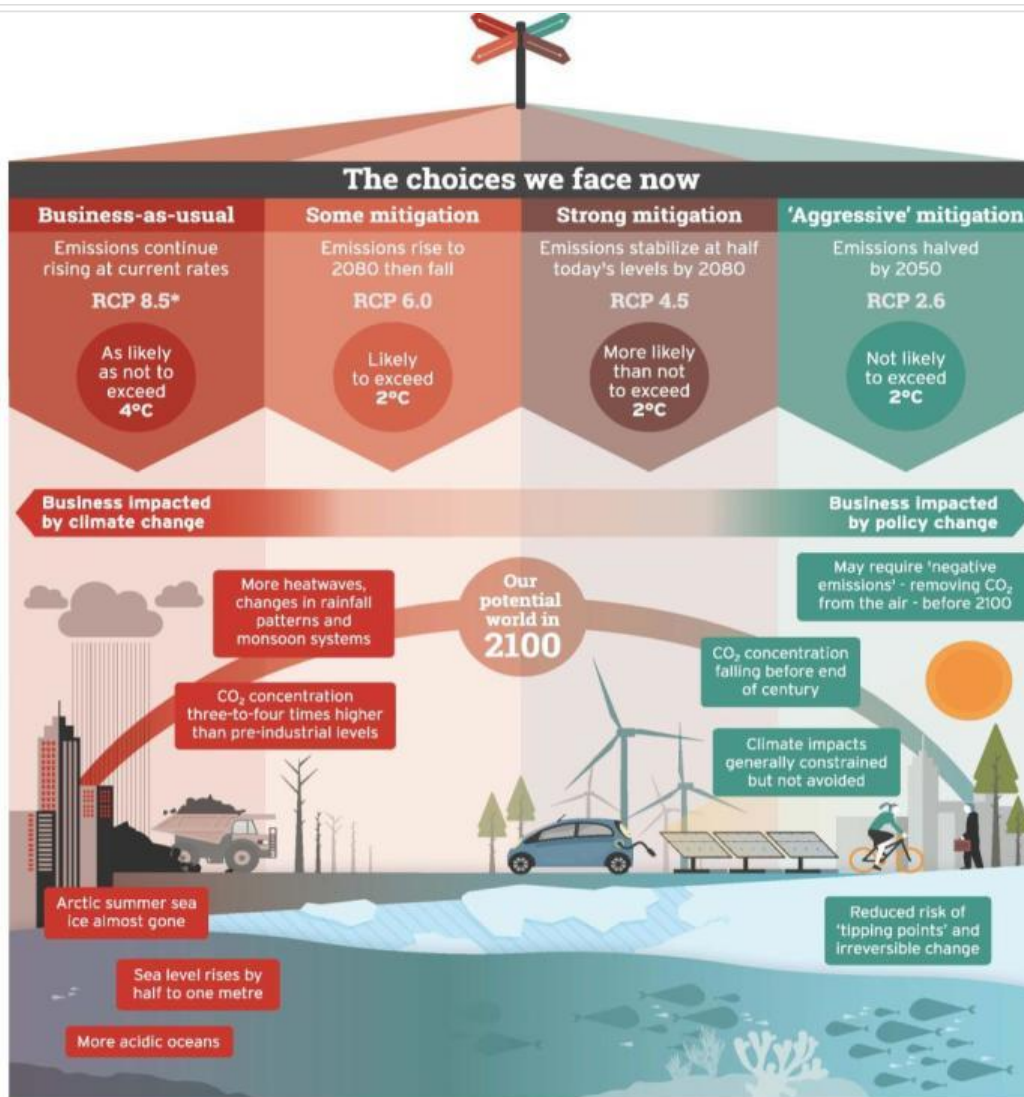 The choices we face now
Business-as-usual
Emissions continue
rising at current rates
RCP 8.5*
As likely
as not to
exceed
4°C
Some mitigation
Emissions rise to
2080 then fall
RCP 6.0
Likely
to exceed
2°C
Strong mitigation
Emissions stabilize at half
today's levels by 2080
RCP 4.5
More likely
than not
to exceed
2°C
'Aggressive' mitigation
Emissions halved
by 2050
RCP 2.6
Not likely
to exceed
2°C
Business impacted
by climate change
Business impacted
by policy change
Our
potential
world in
2100
More heatwaves,
changes in rainfall
patterns and
monsoon systems
CO₂ concentration
three-to-four times higher
than pre-industrial levels
Arctic summer sea
ice almost gone
Sea level rises by
half to one metre
More acidic oceans
May require 'negative
emissions' - removing CO₂
from the air - before 2100
CO₂ concentration
falling before end
of century
Climate impacts
generally constrained
but not avoided
Reduced risk of
'tipping points' and
irreversible change